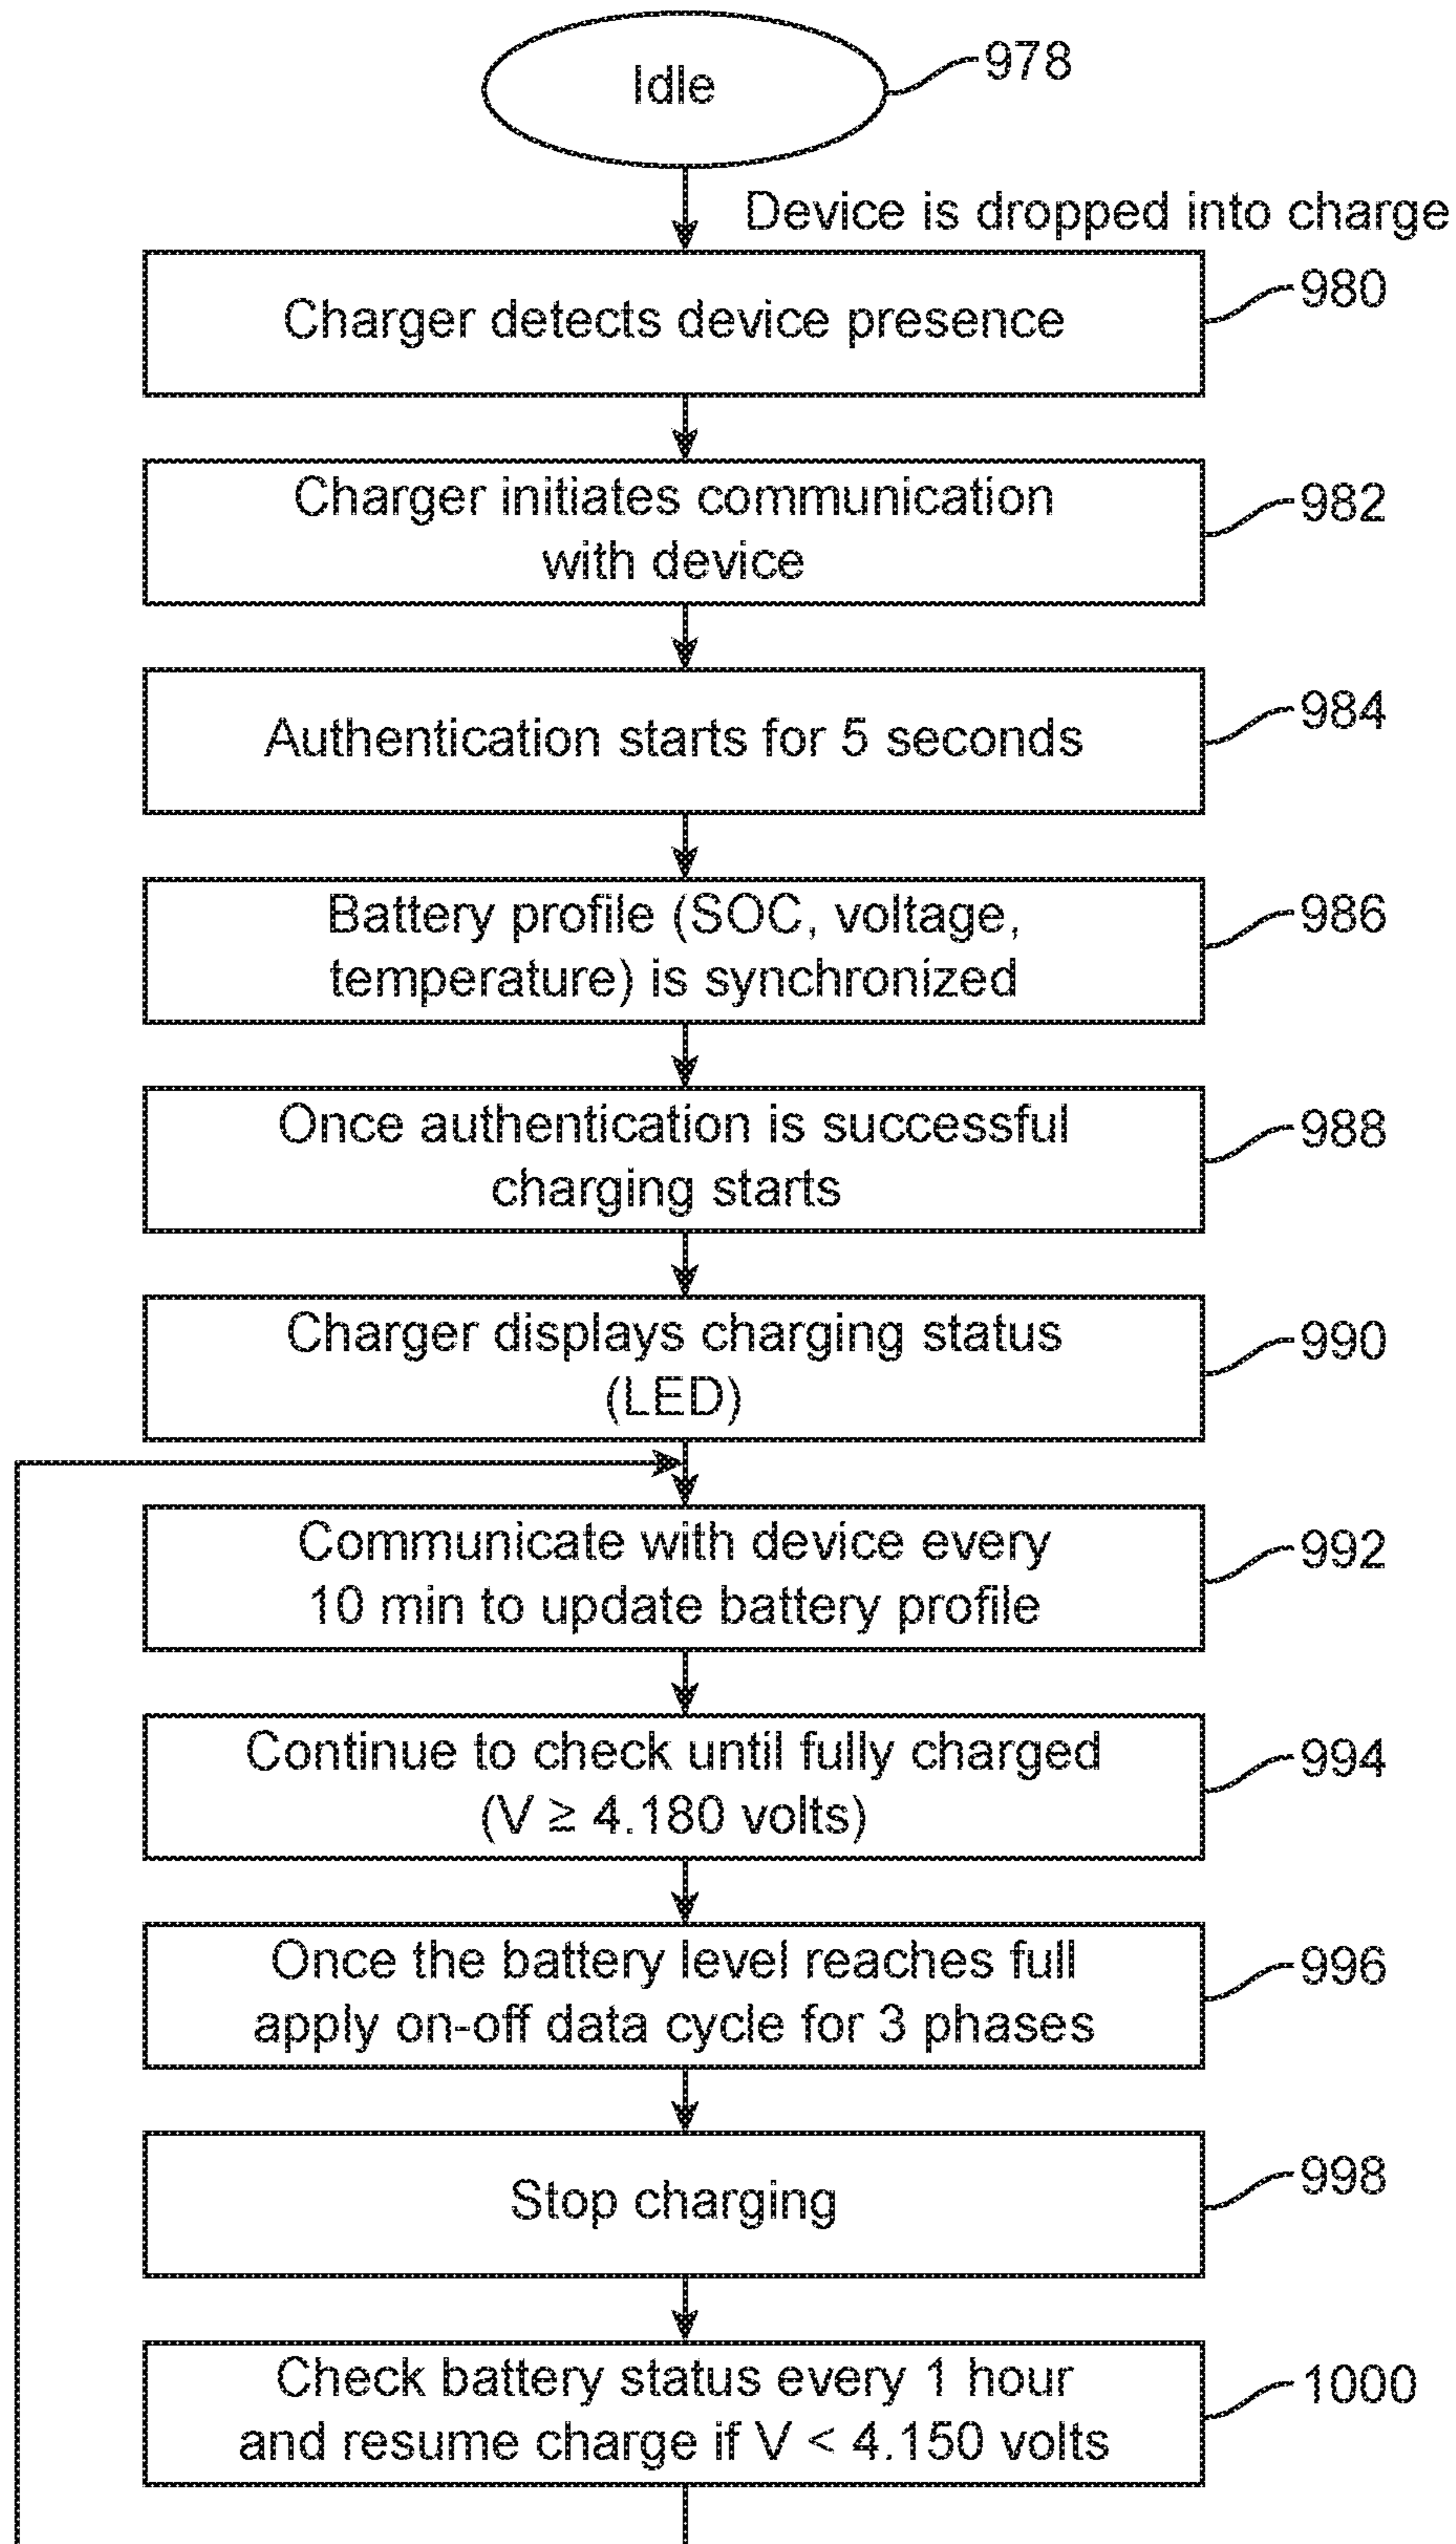 Idle
978
Device is dropped into charge
Charger detects device presence
980
Charger initiates communication
with device
982
Authentication starts for 5 seconds
984
Battery profile (SOC, voltage,
temperature) is synchronized
986
Once authentication is successful
charging starts
988
Charger displays charging status
(LED)
990
Communicate with device every
10 min to update battery profile
992
Continue to check until fully charged
(V ≥ 4.180 volts)
994
Once the battery level reaches full
apply on-off data cycle for 3 phases
996
Stop charging
998
Check battery status every 1 hour
and resume charge if V < 4.150 volts
1000